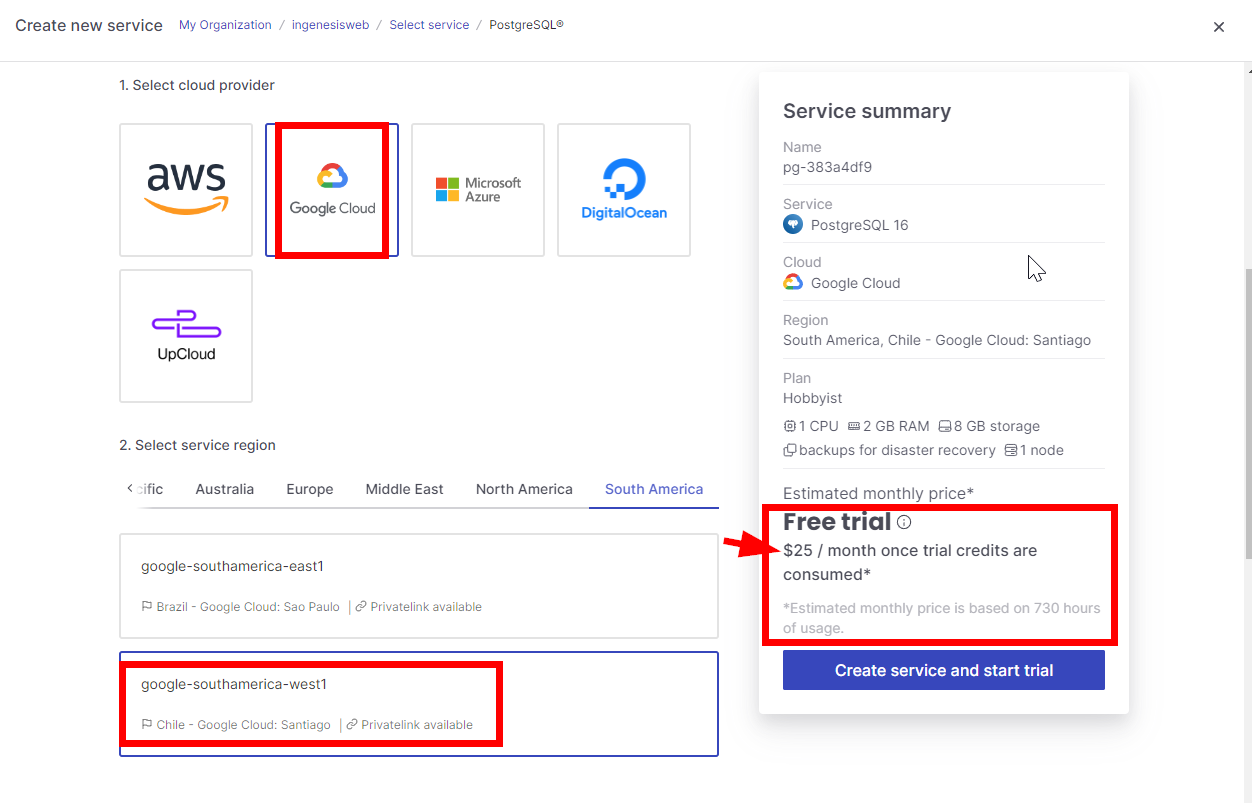 Create new service My Organization / ingenesisweb / Select service / PostgreSQL®
1. Select cloud provider
aws
Google Cloud
Microsoft
Azure
DigitalOcean
UpCloud
2. Select service region
cific Australia Europe Middle East North America South America
google-southamerica-east1
Brazil - Google Cloud: Sao Paulo | Privatelink available
google-southamerica-west1
Chile - Google Cloud: Santiago | Privatelink available
Service summary
Name
pg-383a4df9
Service
PostgreSQL 16
Cloud
Google Cloud
Region
South America, Chile - Google Cloud: Santiago
Plan
Hobbyist
1 CPU 2 GB RAM 8 GB storage
backups for disaster recovery 1 node
Estimated monthly price*
Free trial
$25 / month once trial credits are
consumed*
*Estimated monthly price is based on 730 hours
of usage.
Create service and start trial